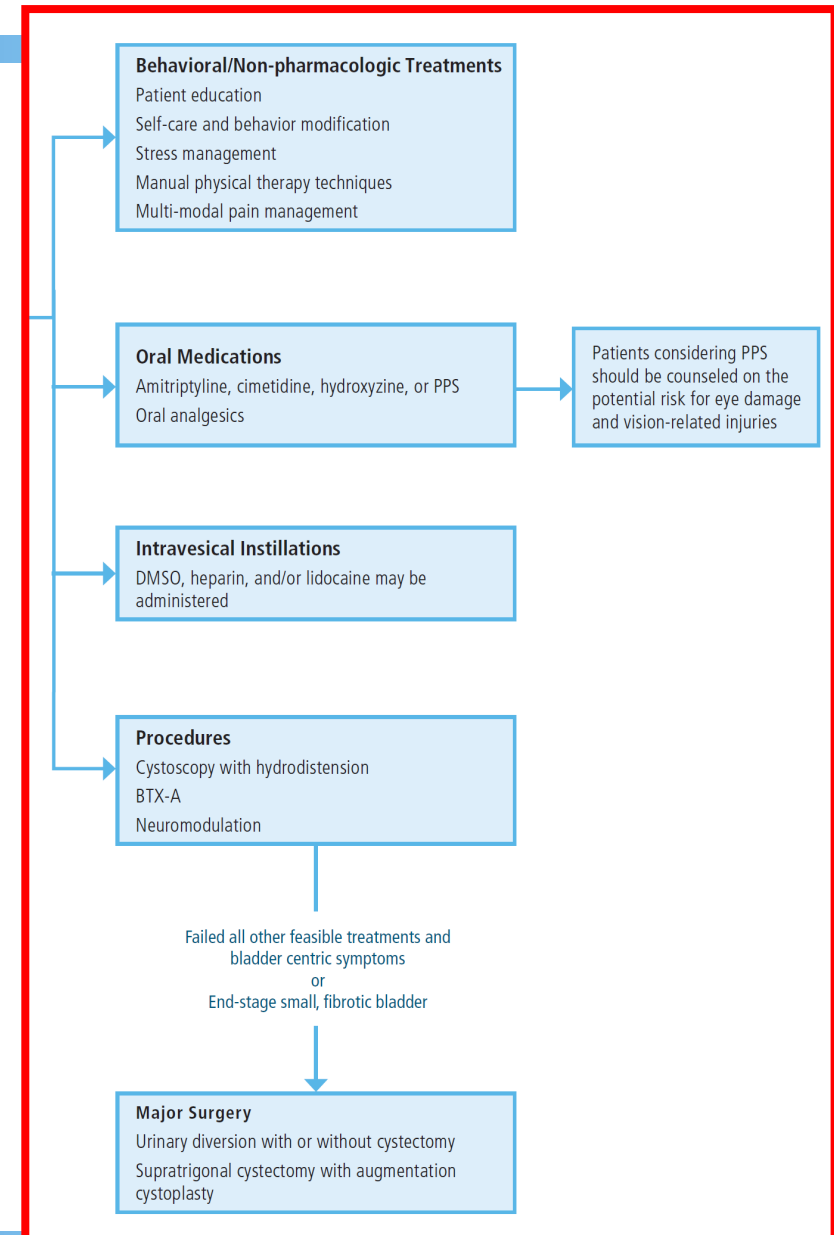 Behavioral/Non-pharmacologic Treatments
Patient education
Self-care and behavior modification
Stress management
Manual physical therapy techniques
Multi-modal pain management
Oral Medications
Amitriptyline, cimetidine, hydroxyzine, or PPS
Oral analgesics
Patients considering PPS
should be counseled on the
potential risk for eye damage
and vision-related injuries
Intravesical Instillations
DMSO, heparin, and/or lidocaine may be
administered
Procedures
Cystoscopy with hydrodistension
BTX-A
Neuromodulation
Failed all other feasible treatments and
bladder centric symptoms
or
End-stage small, fibrotic bladder
Major Surgery
Urinary diversion with or without cystectomy
Supratrigonal cystectomy with augmentation
cystoplasty